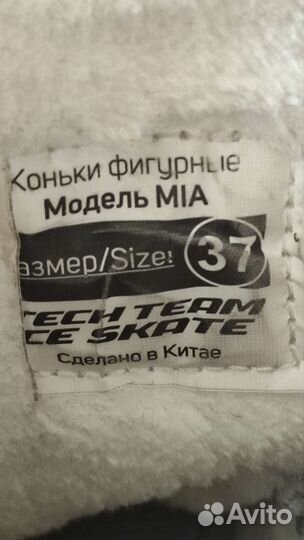 Коньки фигурные
Модель MIA
азмер/Size: 37
TECH TEAM
CE SKATE
Сделано в Китае
Avito